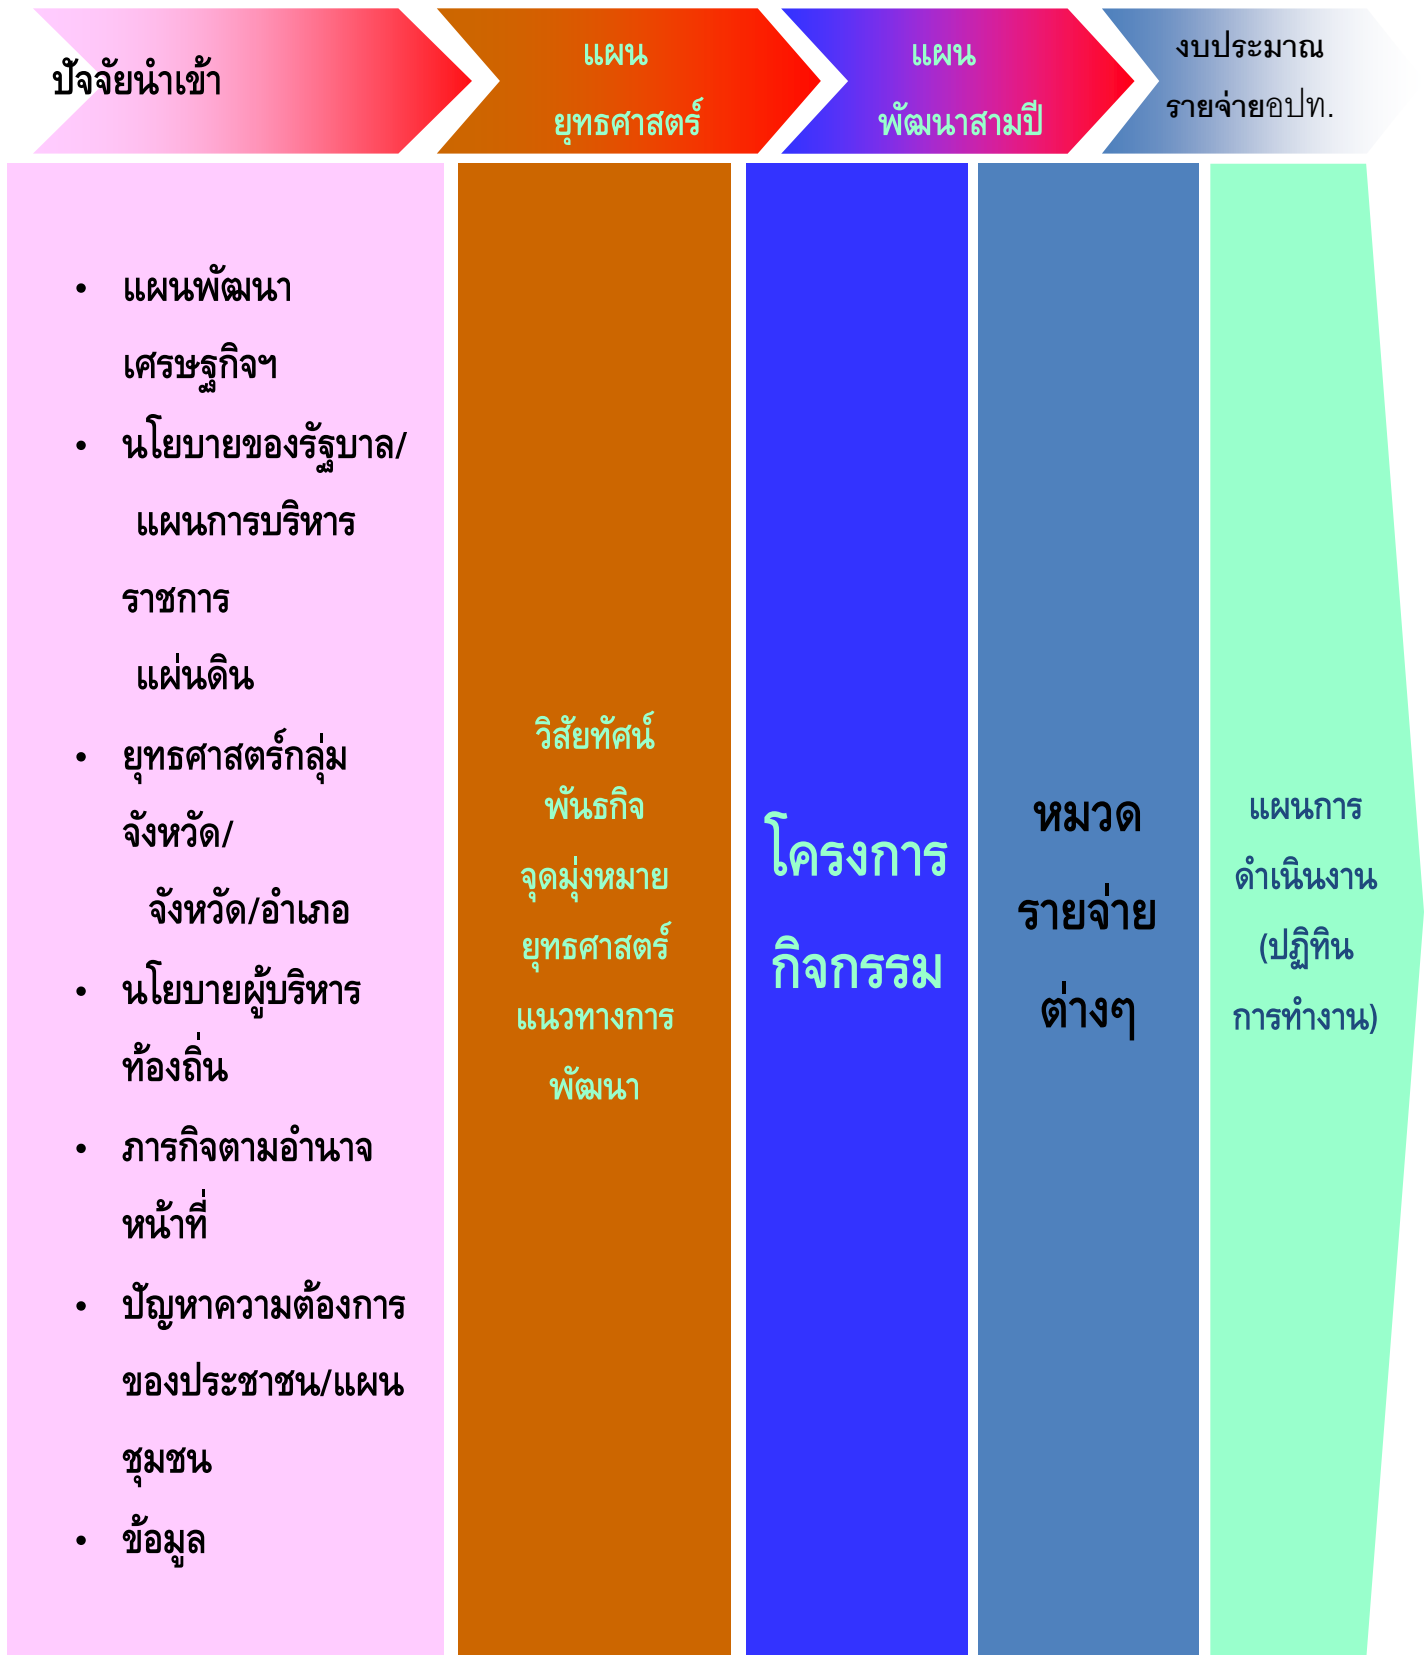 ปัจจัยนำเข้า
แผน
ยุทธศาสตร์
แผน
พัฒนาสามปี
งบประมาณ
รายจ่ายอปท.
• แผนพัฒนา
เศรษฐกิจฯ
• นโยบายของรัฐบาล/
แผนการบริหาร
ราชการ
แผ่นดิน
• ยุทธศาสตร์กลุ่ม
จังหวัด/
จังหวัด/อำเภอ
• นโยบายผู้บริหาร
ท้องถิ่น
• ภารกิจตามอำนาจ
หน้าที่
• ปัญหาความต้องการ
ของประชาชน/แผน
ชุมชน
• ข้อมูล
วิสัยทัศน์
พันธกิจ
จุดมุ่งหมาย
ยุทธศาสตร์
แนวทางการ
พัฒนา
โครงการ
กิจกรรม
หมวด
รายจ่าย
ต่างๆ
แผนการ
ดำเนินงาน
(ปฏิทิน
การทำงาน)